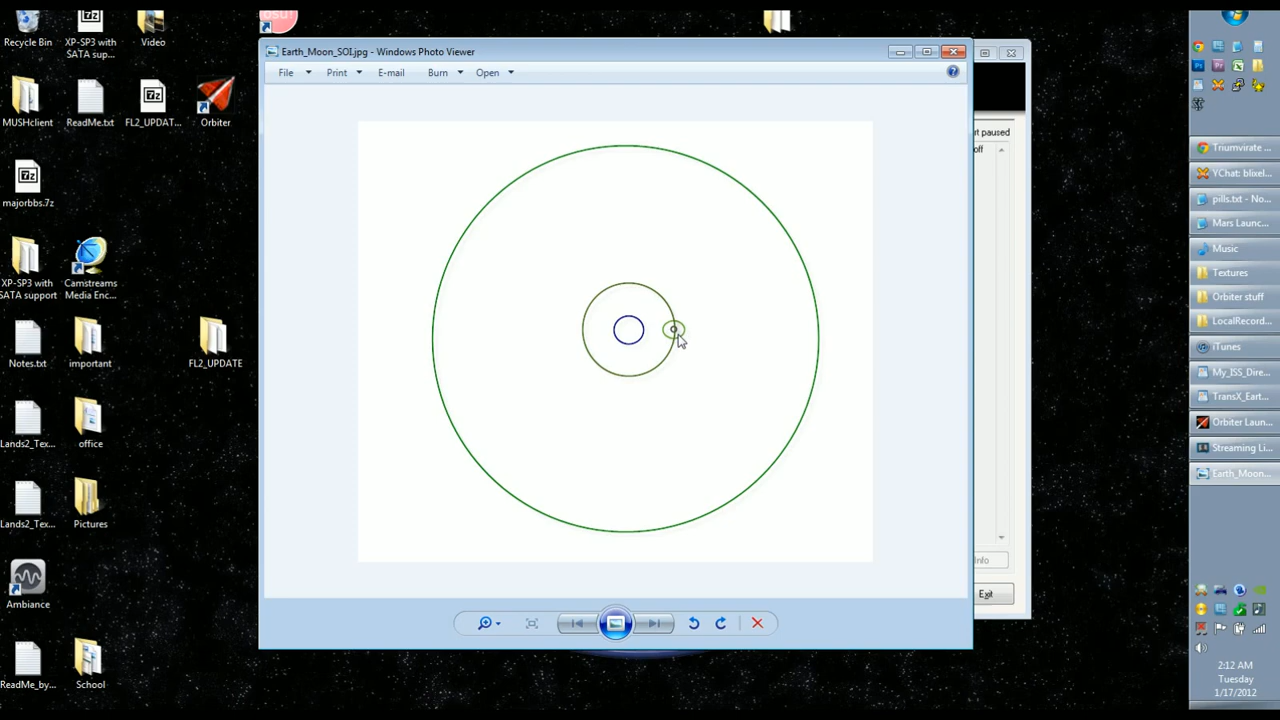 osu!
Recycle Bin
XP-SP3 with
SATA sup...
Video
Earth_Moon_SOI.jpg - Windows Photo Viewer
File
Print
E-mail
Burn
Open
MUSHclient
ReadMe.txt
FL2_UPDAT...
Orbiter
ut paused
off
majorbbs.7z
XP-SP3 with
SATA support
Camstreams
Media Enc...
Notes.txt
important
FL2_UPDATE
Lands2_Tex...
office
Lands2_Tex...
Pictures
Ambiance
ReadMe_by...
School
Info
Exit
Triumvirate ...
YChat: blixel...
pills.txt - No...
Mars Launc...
Music
Textures
Orbiter stuff
LocalRecord...
iTunes
My_ISS_Dire...
TransX_Eart...
Orbiter Laun...
Streaming Li...
Earth_Moon...
2:12 AM
Tuesday
1/17/2012